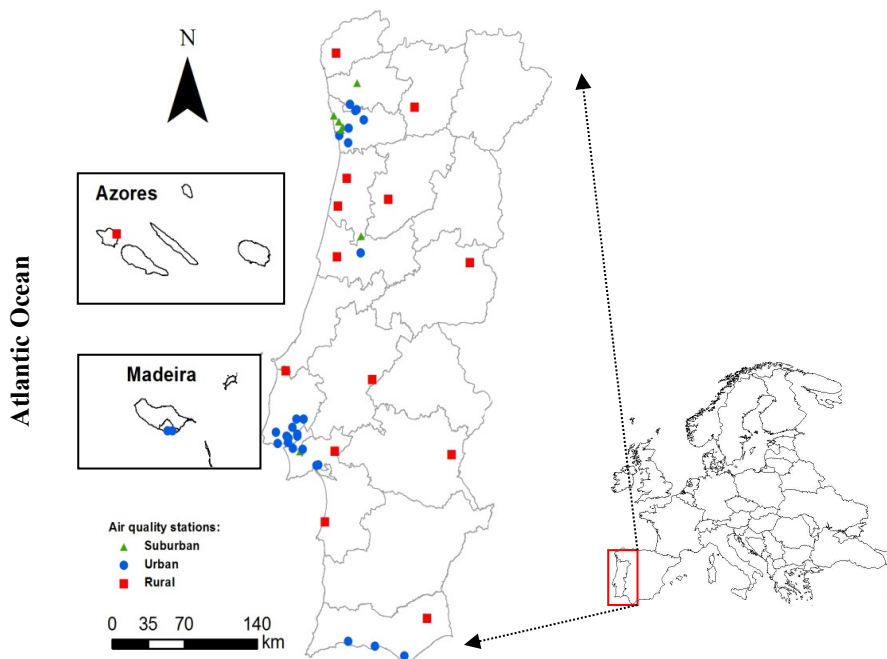 N
Azores
Atlantic Ocean
Madeira
Air quality stations:
Suburban
Urban
Rural
0 35 70 140
km